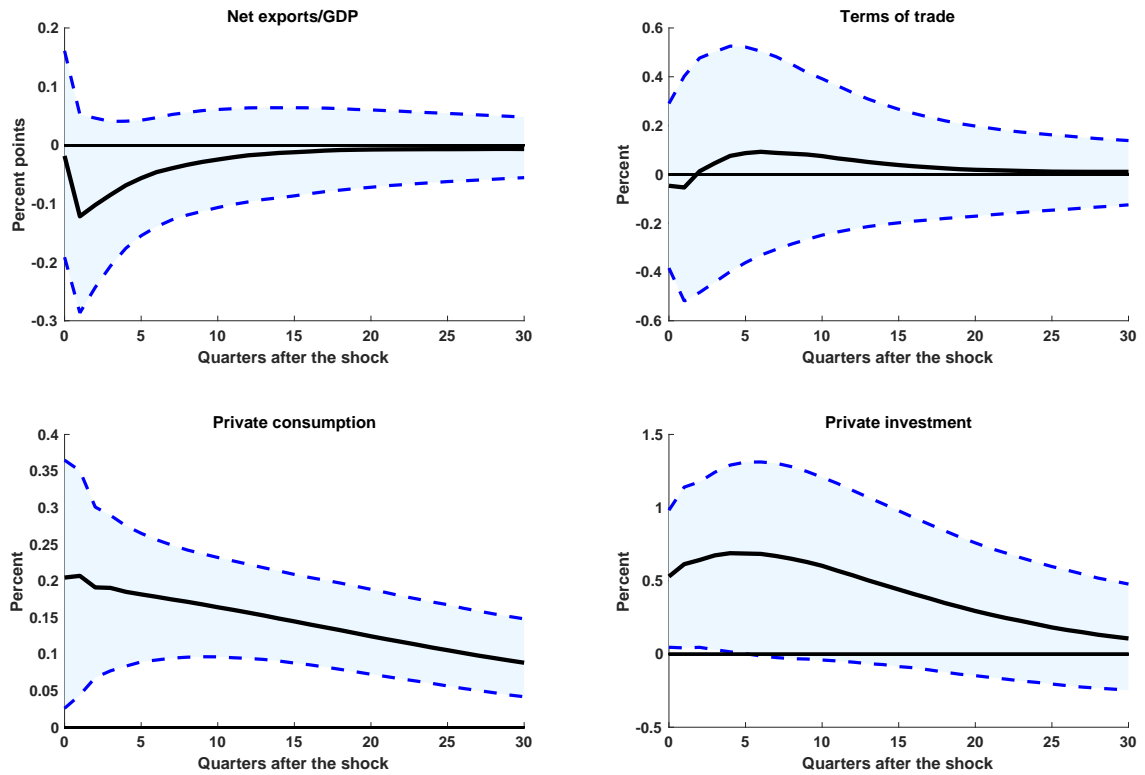 Net exports/GDP
Percent points
0.2
0.1
0
-0.1
-0.2
-0.3
0 5 10 15 20 25 30
Quarters after the shock
Terms of trade
Percent
0.6
0.4
0.2
0
-0.2
-0.4
-0.6
0 5 10 15 20 25 30
Quarters after the shock
Private consumption
Percent
0.4
0.35
0.3
0.25
0.2
0.15
0.1
0.05
0
0 5 10 15 20 25 30
Quarters after the shock
Private investment
Percent
1.5
1
0.5
0
-0.5
0 5 10 15 20 25 30
Quarters after the shock